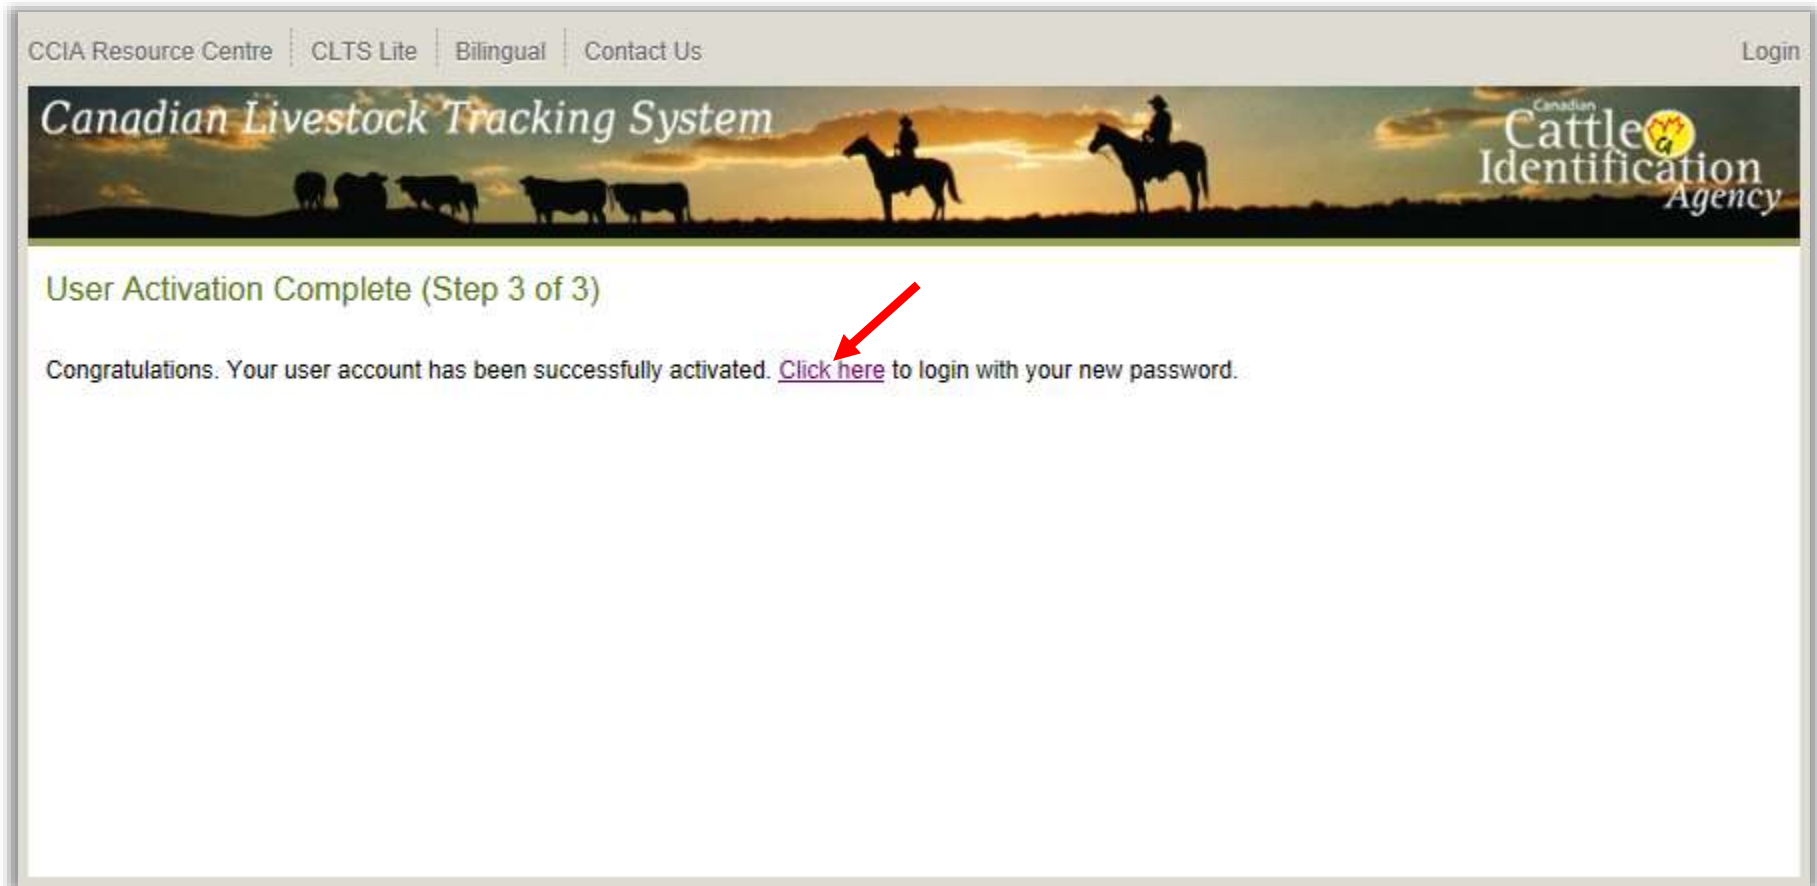 CCIA Resource Centre CLTS Lite Bilingual Contact Us Login
Canadian Livestock Tracking System
Canadian
Cattle
Identification
Agency
User Activation Complete (Step 3 of 3)
Congratulations. Your user account has been successfully activated. Click here to login with your new password.